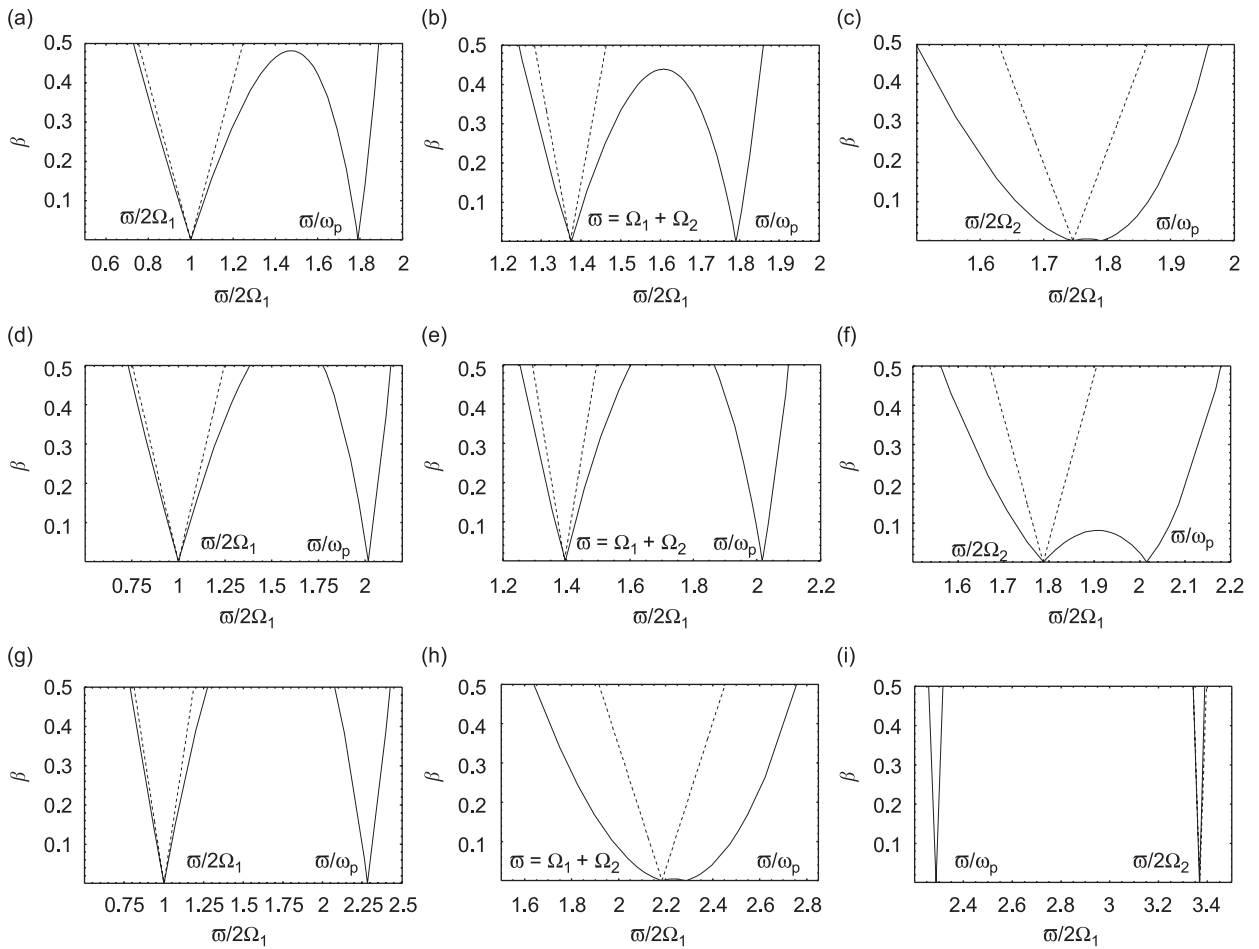 (a)
0.5
0.4
0.3
0.2
0.1
β
ϖ/2Ω₁
ϖ/ωₚ
0.6 0.8 1 1.2 1.4 1.6 1.8 2
ϖ/2Ω₁
(b)
0.5
0.4
0.3
0.2
0.1
β
ϖ = Ω₁ + Ω₂
ϖ/ωₚ
1.2 1.3 1.4 1.5 1.6 1.7 1.8 1.9 2
ϖ/2Ω₁
(c)
0.5
0.4
0.3
0.2
0.1
β
ϖ/2Ω₂
ϖ/ωₚ
1.6 1.7 1.8 1.9 2
ϖ/2Ω₁
(d)
0.5
0.4
0.3
0.2
0.1
β
ϖ/2Ω₁
ϖ/ωₚ
0.75 1 1.25 1.25 1.75 2
ϖ/2Ω₁
(e)
0.5
0.4
0.3
0.2
0.1
β
ϖ = Ω₁ + Ω₂
ϖ/ωₚ
1.2 1.4 1.6 1.8 2 2.2
ϖ/2Ω₁
(f)
0.5
0.4
0.3
0.2
0.1
β
ϖ/2Ω₂
ϖ/ωₚ
1.6 1.7 1.8 1.9 2 2.1 2.2
ϖ/2Ω₁
(g)
0.5
0.4
0.3
0.2
0.1
β
ϖ/2Ω₁
ϖ/ωₚ
0.75 1 1.25 1.25 1.75 2 2.25 2.5
ϖ/2Ω₁
(h)
0.5
0.4
0.3
0.2
0.1
β
ϖ = Ω₁ + Ω₂
ϖ/ωₚ
1.6 1.8 2 2.2 2.4 2.6 2.8
ϖ/2Ω₁
(i)
0.5
0.4
0.3
0.2
0.1
β
ϖ/ωₚ
ϖ/2Ω₂
2.4 2.6 2.8 3 3.2 3.4
ϖ/2Ω₁